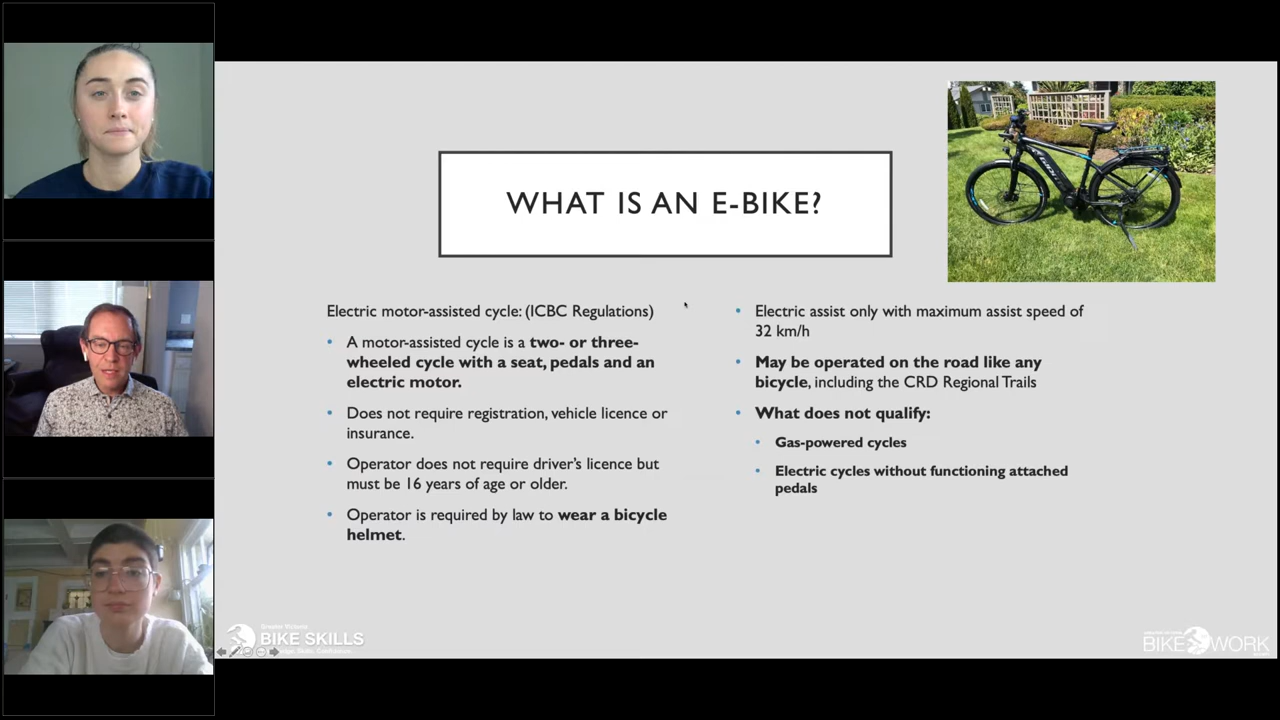 WHAT IS AN E-BIKE?
Electric motor-assisted cycle: (ICBC Regulations)
• A motor-assisted cycle is a two- or three-
wheeled cycle with a seat, pedals and an
electric motor.
• Does not require registration, vehicle licence or
insurance.
• Operator does not require driver's licence but
must be 16 years of age or older.
• Operator is required by law to wear a bicycle
helmet.
• Electric assist only with maximum assist speed of
32 km/h
• May be operated on the road like any
bicycle, including the CRD Regional Trails
• What does not qualify:
• Gas-powered cycles
• Electric cycles without functioning attached
pedals
Greater Victoria
BIKE SKILLS
BIKE WORK